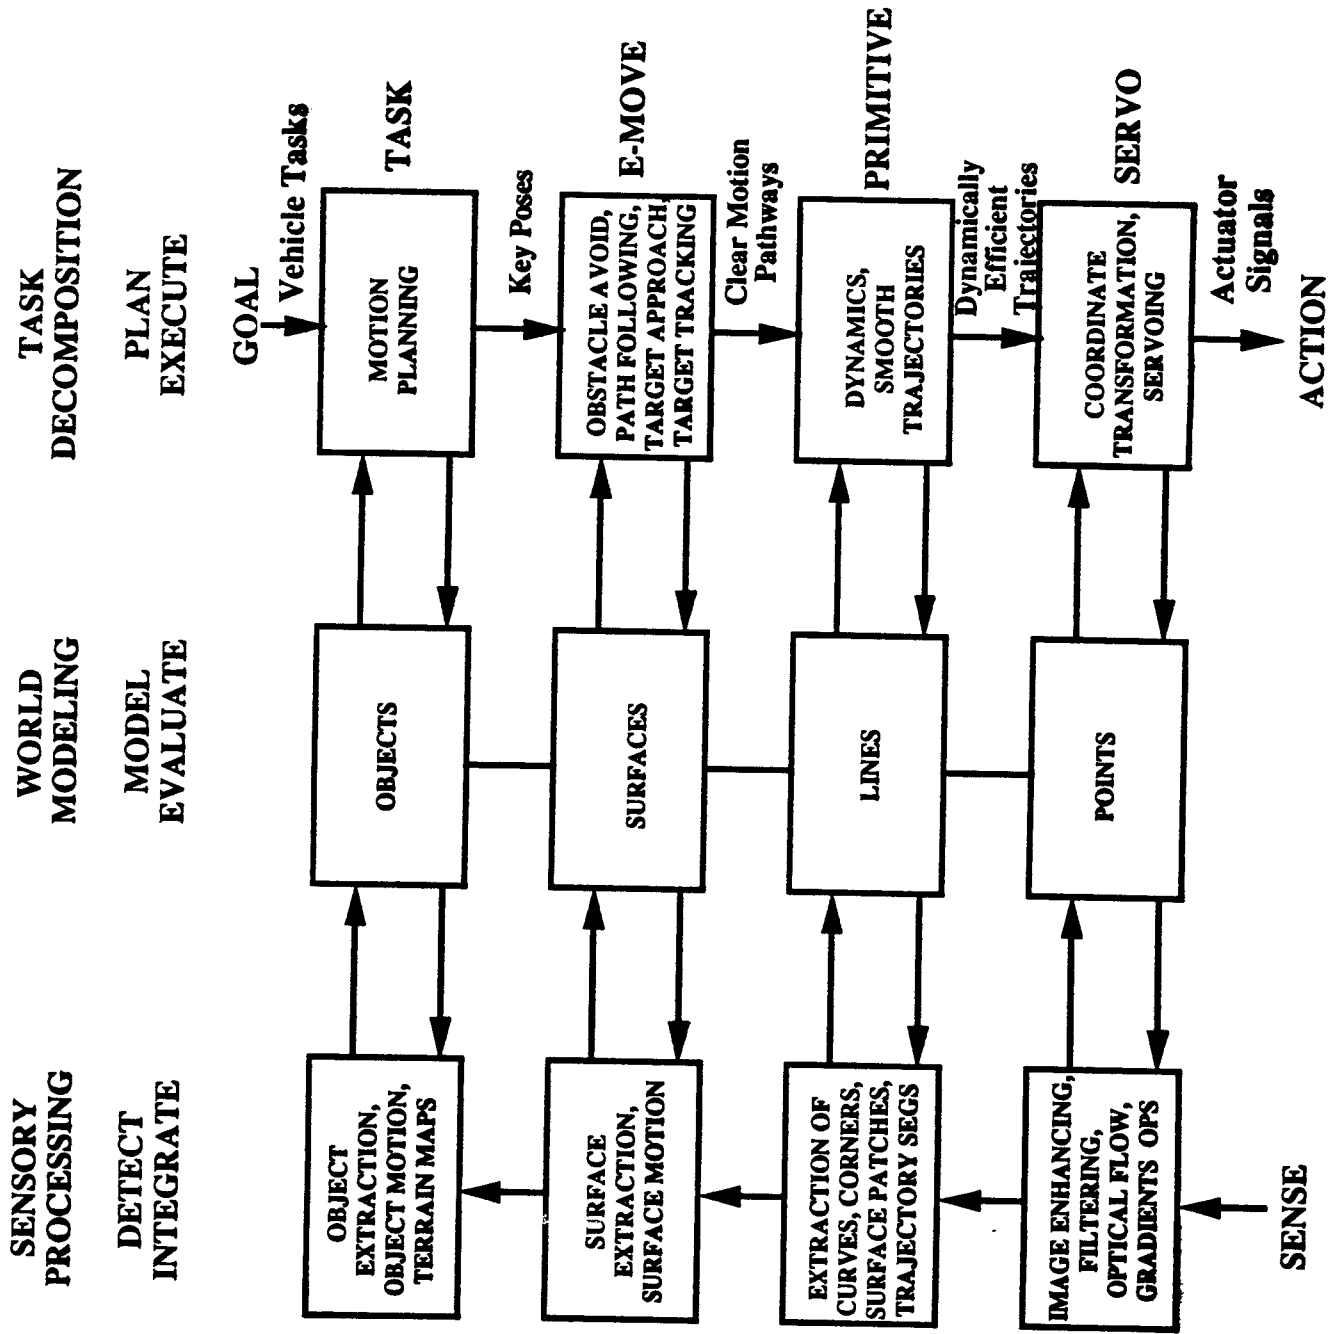 SENSORY
PROCESSING
WORLD
MODELING
TASK
DECOMPOSITION
DETECT
INTEGRATE
MODEL
EVALUATE
PLAN
EXECUTE
GOAL
Vehicle Tasks
OBJECT
EXTRACTION,
OBJECT MOTION,
TERRAIN MAPS
OBJECTS
MOTION
PLANNING
TASK
Key Poses
SURFACE
EXTRACTION,
SURFACE MOTION
SURFACES
OBSTACLE AVOID,
PATH FOLLOWING,
TARGET APPROACH,
TARGET TRACKING
E-MOVE
Clear Motion
Pathways
EXTRACTION OF
CURVES, CORNERS,
SURFACE PATCHES,
TRAJECTORY SEGS
LINES
DYNAMICS,
SMOOTH
TRAJECTORIES
PRIMITIVE
Dynamically
Efficient
Trajectories
IMAGE ENHANCING,
FILTERING,
OPTICAL FLOW,
GRADIENTS OPS
POINTS
COORDINATE
TRANSFORMATION,
SERVOING
SERVO
Actuator
Signals
SENSE
ACTION